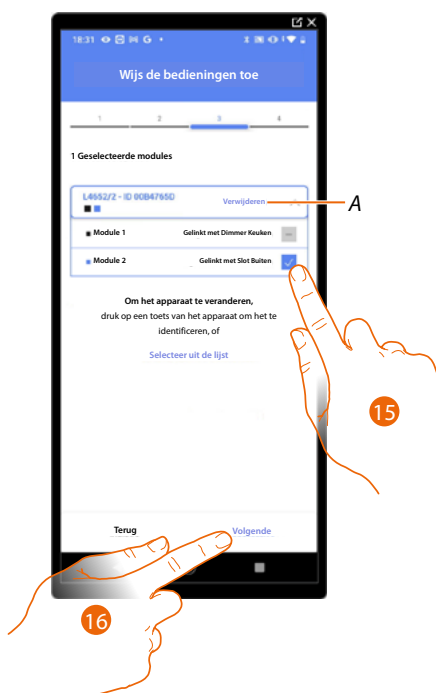 18:31
Wijs de bedieningen toe
1 2 3 4
1 Geselecteerde modules
L4652/2 - ID 00B4765D
Verwijderen
A
Module 1 Gelinkt met Dimmer Keuken
Module 2 Gelinkt met Slot Buiten
Om het apparaat te veranderen,
druk op een toets van het apparaat om het te
identificeren, of
Selecteer uit de lijst
15
Terug Volgende
16